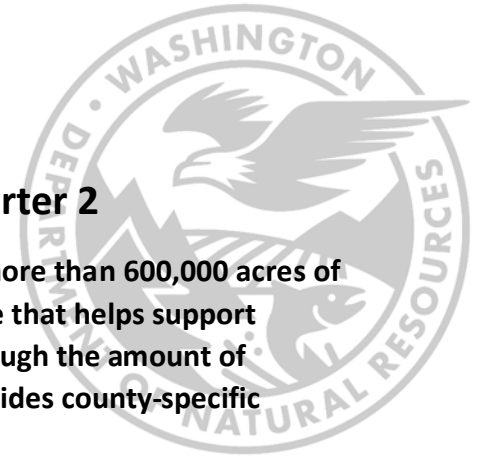 WASHINGTON
DEPARTMENT OF NATURAL RESOURCES
rter 2
more than 600,000 acres of
e that helps support
ugh the amount of
ides county-specific